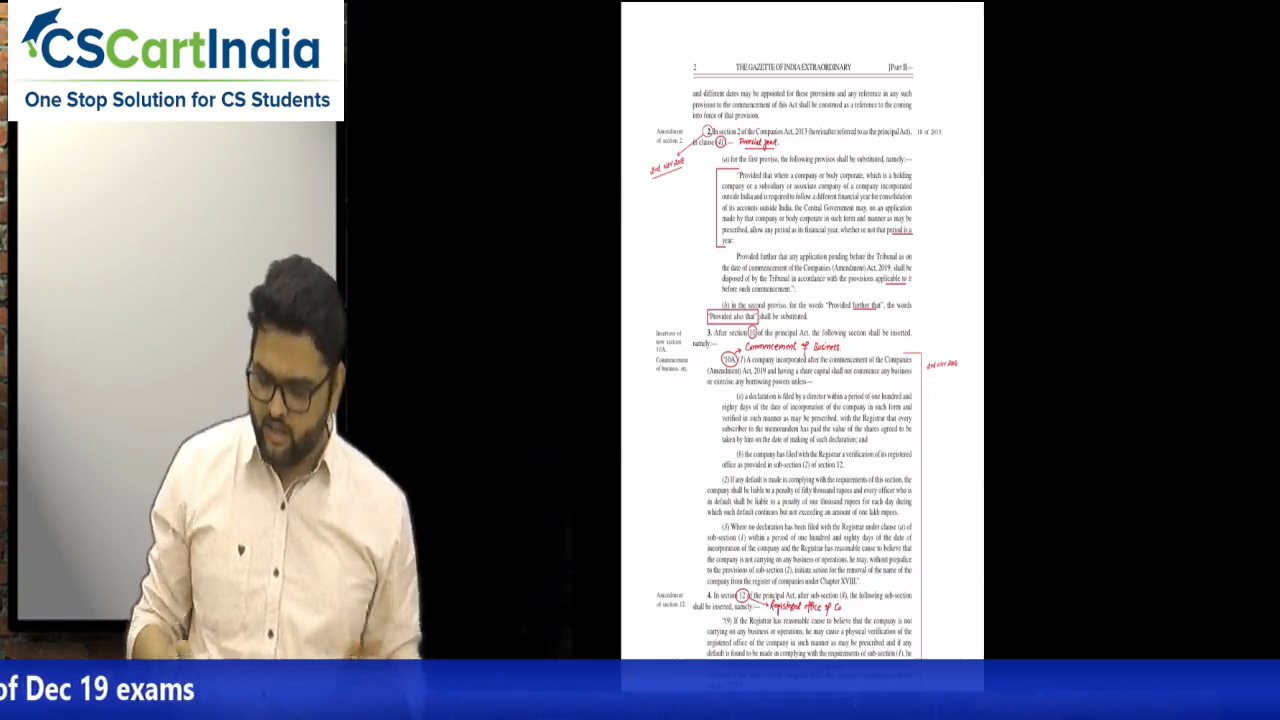 CSCartIndia
One Stop Solution for CS Students
2 THE GAZETTE OF INDIA EXTRAORDINARY [PART II—
and different dates may be appointed for these provisions and any reference in any such
provision to the commencement of this Act shall be construed as a reference to the coming
into force of that provision.
Amendment
of section 2.
2. In section 2 of the Companies Act, 2013 (hereinafter referred to as the principal Act),
18 of 2013.
in clause (41),— Financial year.
2nd Nov 2018
(a) for the first proviso, the following provisos shall be substituted, namely:—
"Provided that where a company or body corporate, which is a holding
company or a subsidiary or associate company of a company incorporated
outside India and is required to follow a different financial year for consolidation
of its accounts outside India, the Central Government may, on an application
made by that company or body corporate in such form and manner as may be
prescribed, allow any period as its financial year, whether or not that period is a
year:
Provided further that any application pending before the Tribunal as on
the date of commencement of the Companies (Amendment) Act, 2019, shall be
disposed of by the Tribunal in accordance with the provisions applicable to it
before such commencement.";
(b) in the second proviso, for the words "Provided further that", the words
"Provided also that" shall be substituted.
Insertion of
new section
10A.
3. After section 10 of the principal Act, the following section shall be inserted,
namely:—
Commencement of Business
Commencement
of business, etc.
"10A. (1) A company incorporated after the commencement of the Companies
(Amendment) Act, 2019 and having a share capital shall not commence any business
or exercise any borrowing powers unless—
2nd Nov 2018
(a) a declaration is filed by a director within a period of one hundred and
eighty days of the date of incorporation of the company in such form and
verified in such manner as may be prescribed, with the Registrar that every
subscriber to the memorandum has paid the value of the shares agreed to be
taken by him on the date of making of such declaration; and
(b) the company has filed with the Registrar a verification of its registered
office as provided in sub-section (2) of section 12.
(2) If any default is made in complying with the requirements of this section, the
company shall be liable to a penalty of fifty thousand rupees and every officer who is
in default shall be liable to a penalty of one thousand rupees for each day during
which such default continues but not exceeding an amount of one lakh rupees.
(3) Where no declaration has been filed with the Registrar under clause (a) of
sub-section (1) within a period of one hundred and eighty days of the date of
incorporation of the company and the Registrar has reasonable cause to believe that
the company is not carrying on any business or operations, he may, without prejudice
to the provisions of sub-section (2), initiate action for the removal of the name of the
company from the register of companies under Chapter XVIII.".
Amendment
of section 12.
4. In section 12 of the principal Act, after sub-section (8), the following sub-section
shall be inserted, namely:— Registered office of Co
"(9) If the Registrar has reasonable cause to believe that the company is not
carrying on any business or operations, he may cause a physical verification of the
registered office of the company in such manner as may be prescribed and if any
default is found to be made in complying with the requirements of sub-section (1), he
of Dec 19 exams